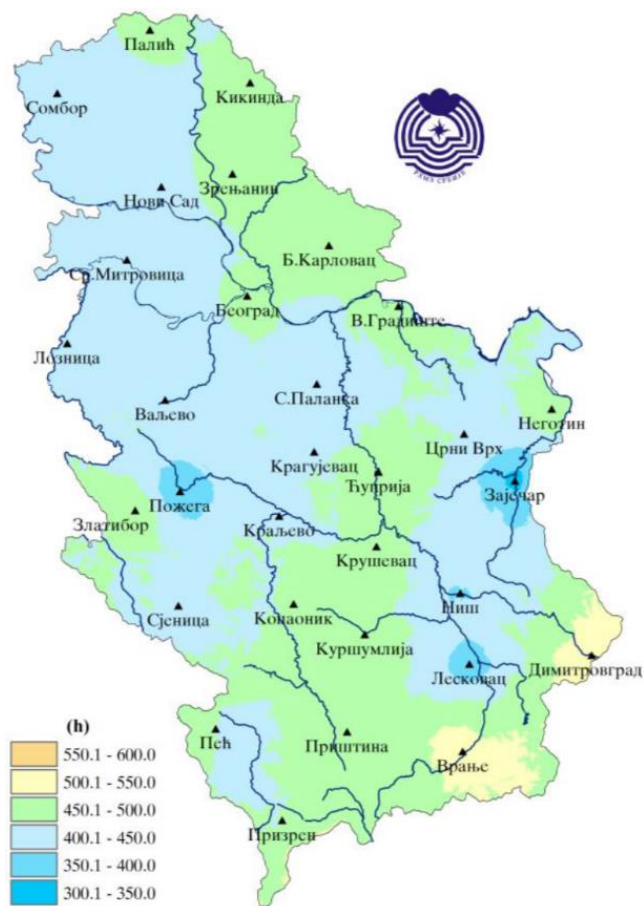 Палић
Сомбор
Кикинда
Зрењанин
Нови Сад
Б.Карловац
Ср.Митровица
Београд
В.Градиште
Лозница
С.Паланка
Ваљево
Неготин
Црни Врх
Крагујевац
Ћуприја
Зајечар
Пожега
Златибор
Краљево
Крушевац
Ниш
Сјеница
Копаоник
Куршумлија
Димитровград
Лесковац
(h)
Пећ
Приштина
Врање
550.1 - 600.0
500.1 - 550.0
450.1 - 500.0
400.1 - 450.0
350.1 - 400.0
300.1 - 350.0
Призрен